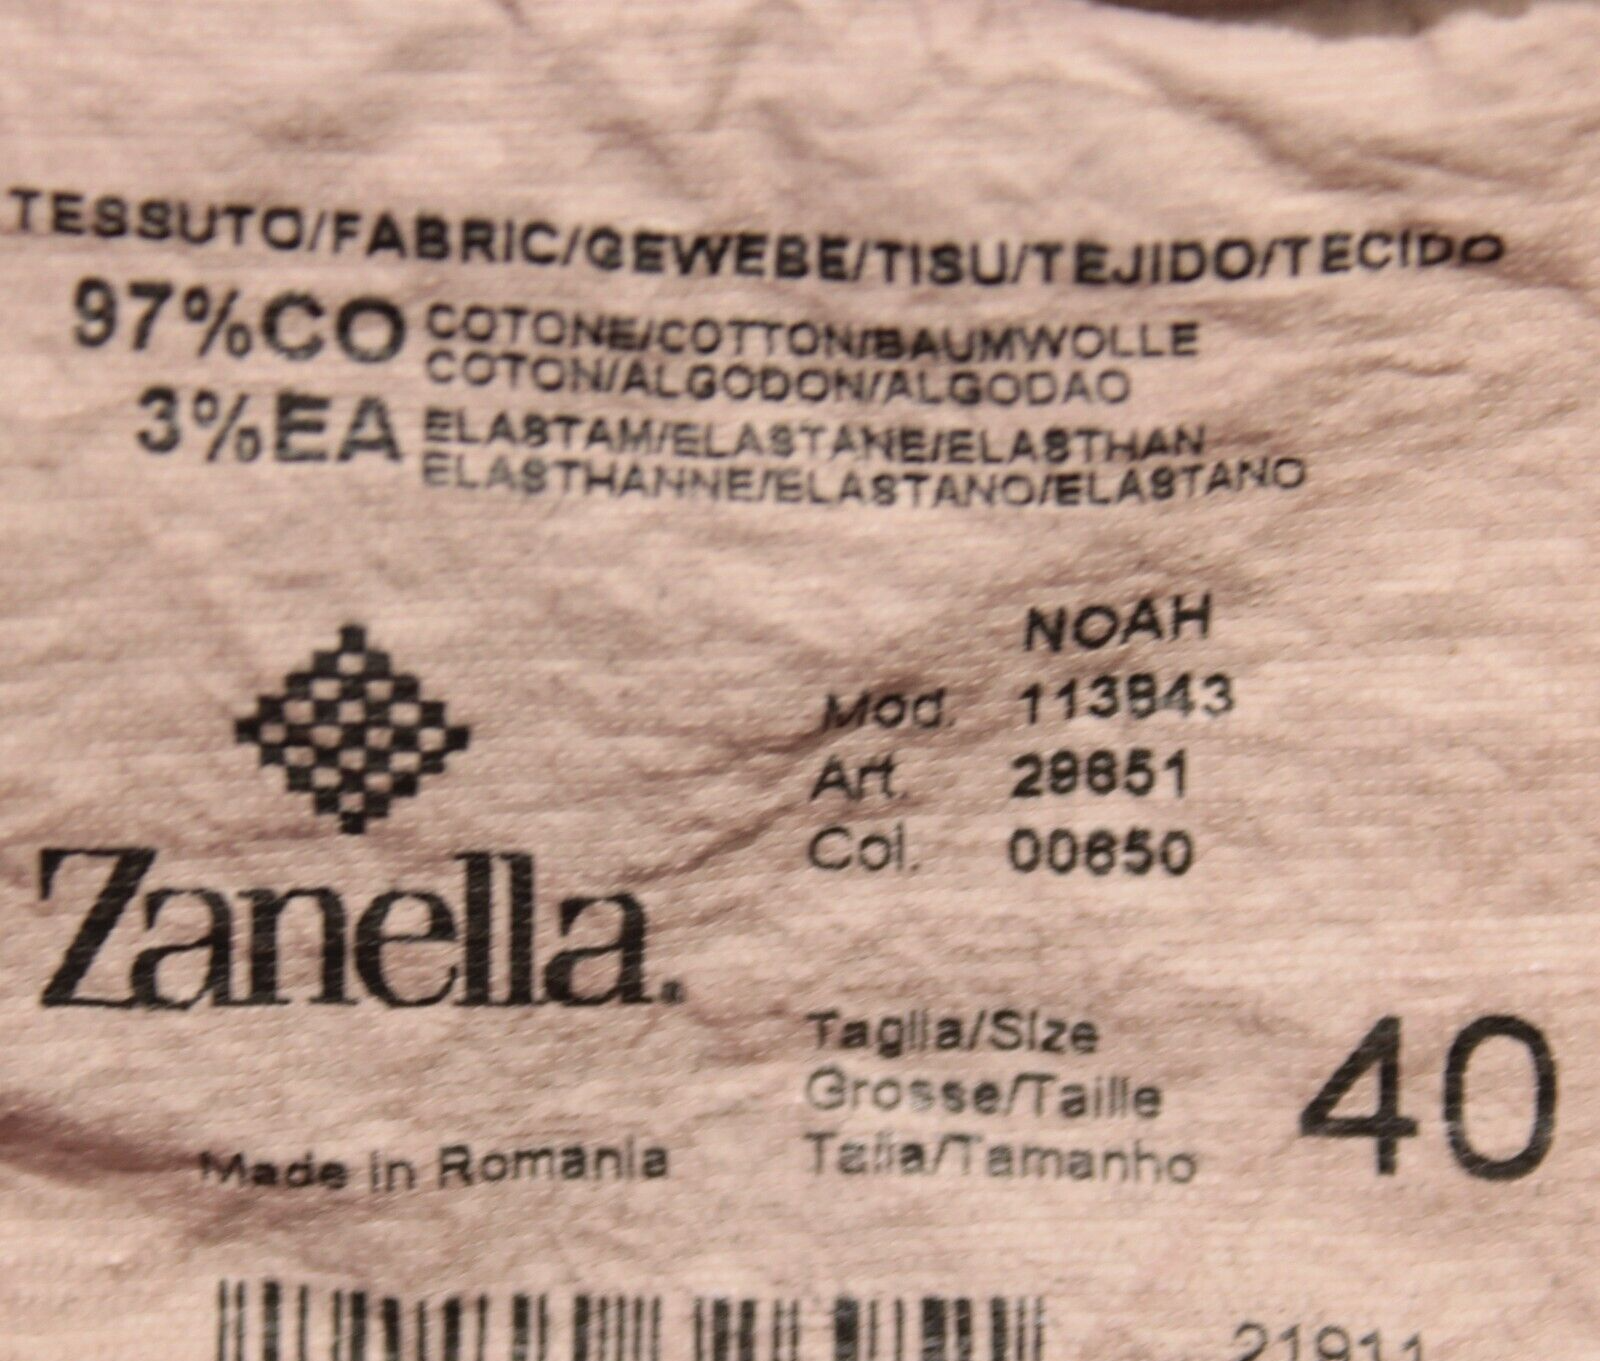 TESSUTO/FABRIC/GEWEBE/TISU/TEJIDO/TECIDO
97%CO COTONE/COTTON/BAUMWOLLE
COTON/ALGODON/ALGODAO
3%EA ELASTAM/ELASTANE/ELASTHAN
ELASTHANNE/ELASTANO/ELASTANO
NOAH
Mod. 113843
Art. 29651
Col. 00650
Zanella.
Taglia/Size
Grosse/Taille
Talia/Tamanho
40
Made in Romania
21911